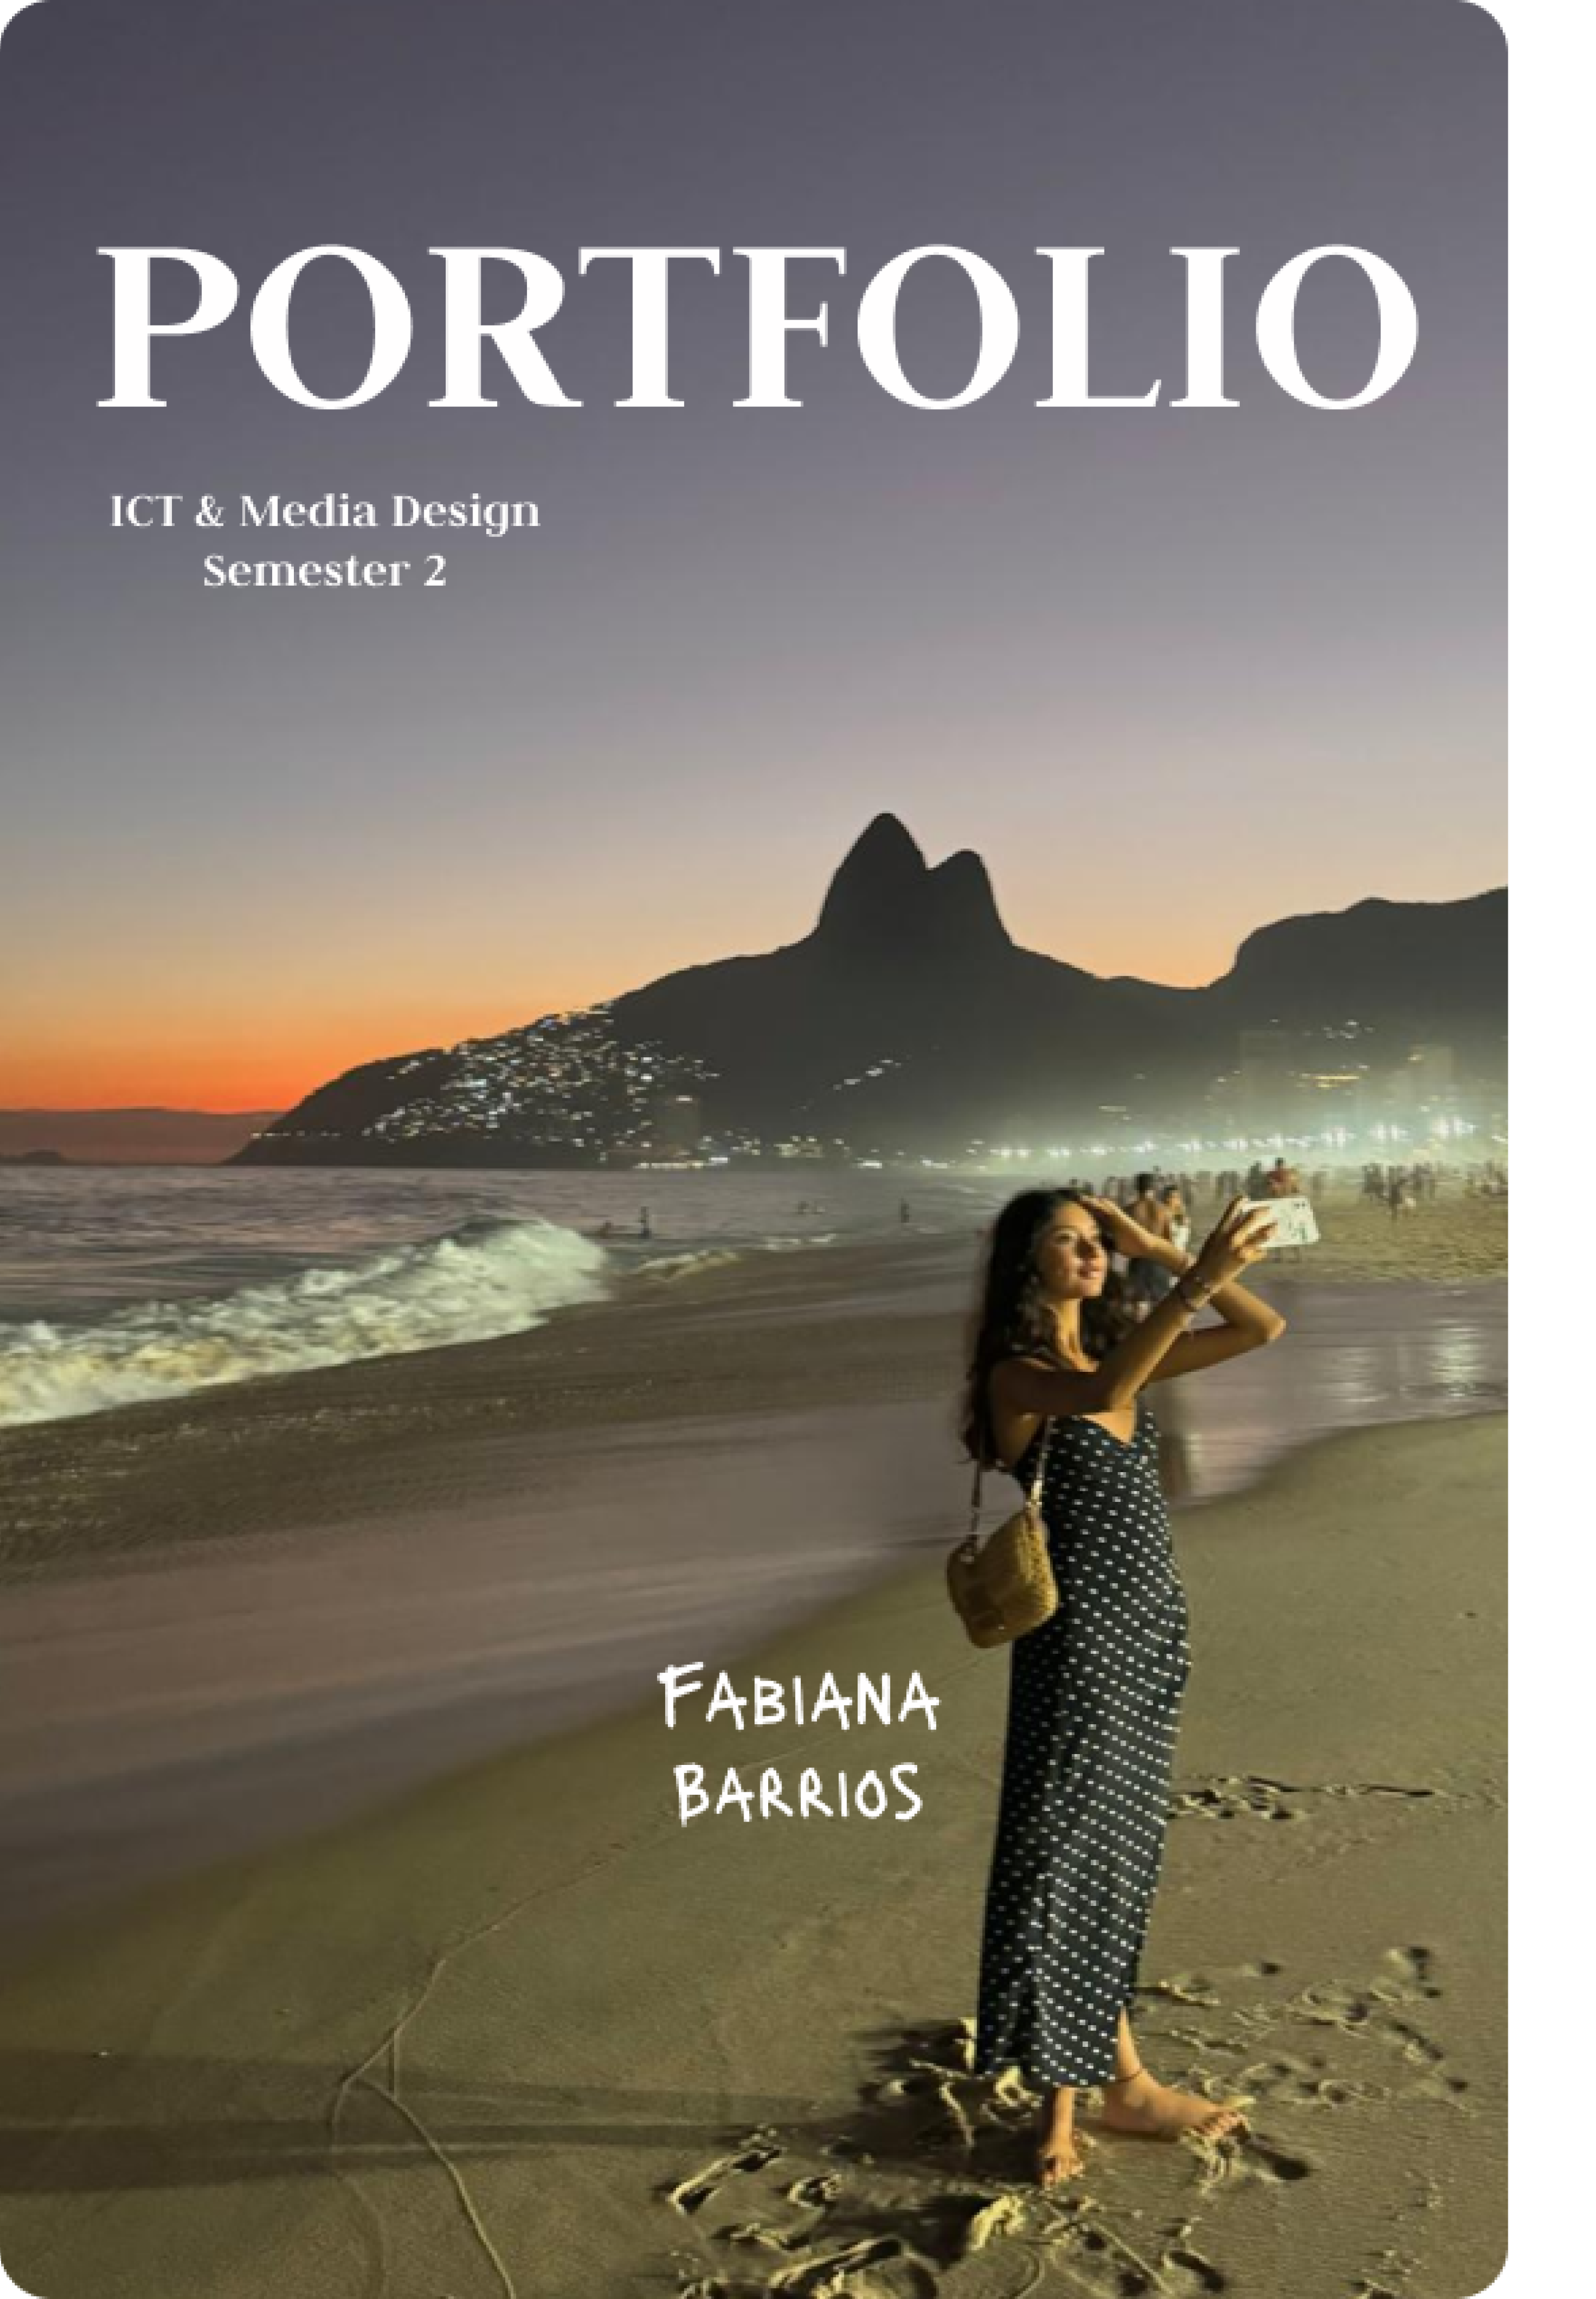 PORTFOLIO
ICT & Media Design
Semester 2
FABIANA
BARRIOS